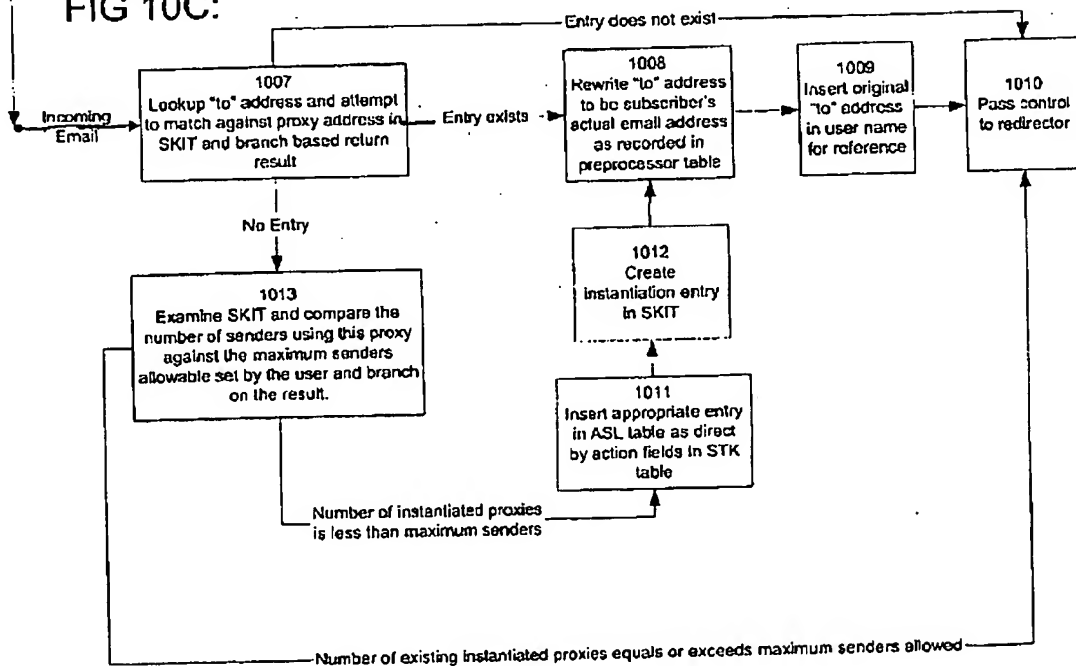 FIG 10C:
Entry does not exist
Incoming
Email
1007
Lookup "to" address and attempt
to match against proxy address in
SKIT and branch based return
result
Entry exists
1008
Rewrite "to" address
to be subscriber's
actual email address
as recorded in
preprocessor table
1009
Insert original
"to" address
in user name
for reference
1010
Pass control
to redirector
No Entry
1013
Examine SKIT and compare the
number of senders using this proxy
against the maximum senders
allowable set by the user and branch
on the result.
1012
Create
instantiation entry
in SKIT
1011
Insert appropriate entry
in ASL table as direct
by action fields in STK
table
Number of instantiated proxies
is less than maximum senders
Number of existing instantiated proxies equals or exceeds maximum senders allowed